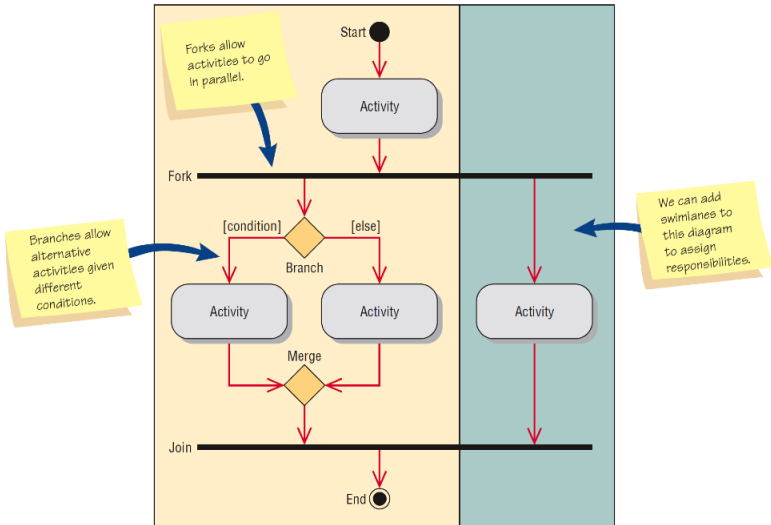 Forks allow
activities to go
in parallel.
Start
Activity
Fork
[condition]
[else]
Branch
Branches allow
alternative
activities given
different
conditions.
We can add
swimlanes to
this diagram
to assign
responsibilities.
Activity
Activity
Activity
Merge
Join
End